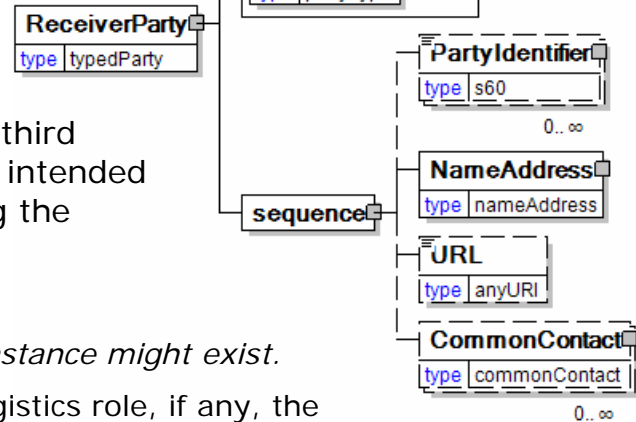 ReceiverParty
type typedParty
third
intended
g the
sequence
PartyIdentifier
type s60
0.. ∞
NameAddress
type nameAddress
URL
type anyURI
CommonContact
type commonContact
0.. ∞
stance might exist.
gistics role, if any, the